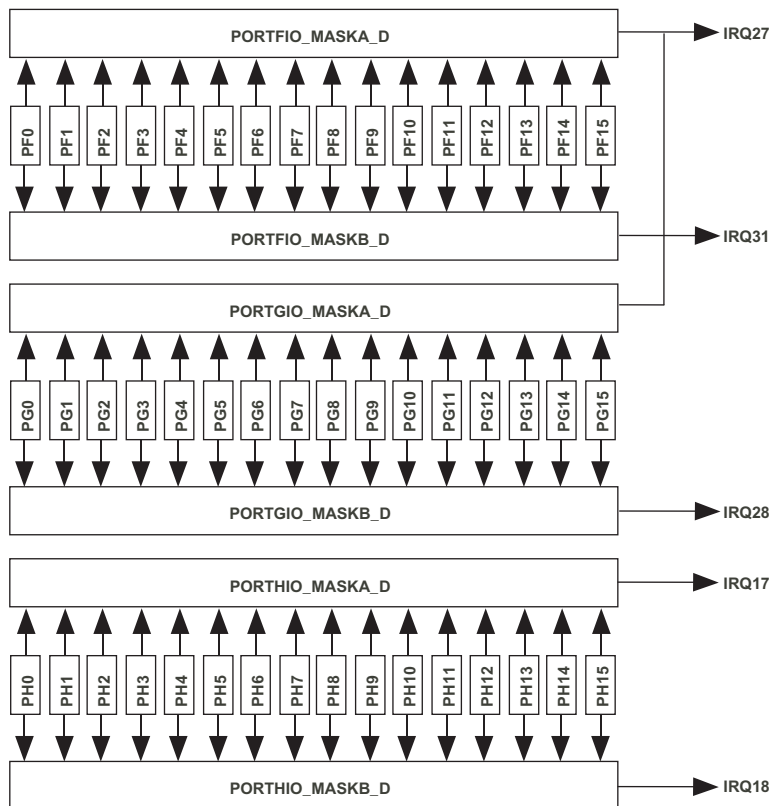 PORTFIO_MASKA_D IRQ27
PF0 PF1 PF2 PF3 PF4 PF5 PF6 PF7 PF8 PF9 PF10 PF11 PF12 PF13 PF14 PF15
PORTFIO_MASKB_D IRQ31
PORTGIO_MASKA_D
PG0 PG1 PG2 PG3 PG4 PG5 PG6 PG7 PG8 PG9 PG10 PG11 PG12 PG13 PG14 PG15
PORTGIO_MASKB_D IRQ28
PORTHIO_MASKA_D IRQ17
PH0 PH1 PH2 PH3 PH4 PH5 PH6 PH7 PH8 PH9 PH10 PH11 PH12 PH13 PH14 PH15
PORTHIO_MASKB_D IRQ18